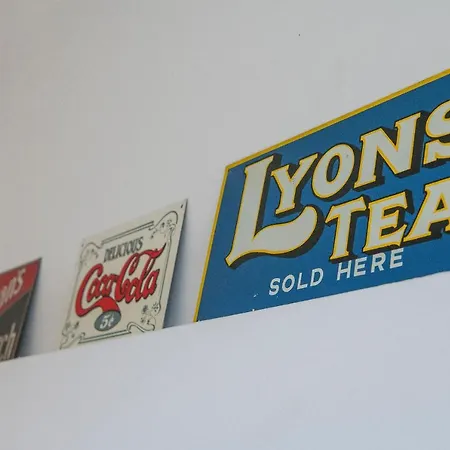 DELICIOUS
Coca-Cola
5¢
LYONS
TEA
SOLD HERE